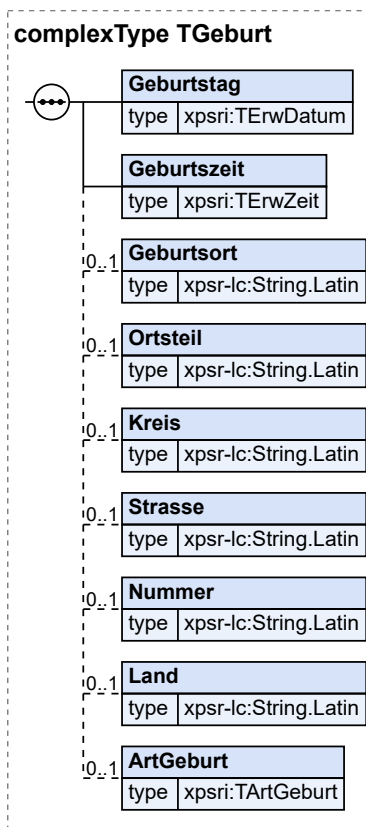 complexType TGeburt
Geburtstag
type xpsri:TErwDatum
Geburtszeit
type xpsri:TErwZeit
0..1 Geburtsort
type xpsr-lc:String.Latin
0..1 Ortsteil
type xpsr-lc:String.Latin
0..1 Kreis
type xpsr-lc:String.Latin
0..1 Strasse
type xpsr-lc:String.Latin
0..1 Nummer
type xpsr-lc:String.Latin
0..1 Land
type xpsr-lc:String.Latin
0..1 ArtGeburt
type xpsri:TArtGeburt